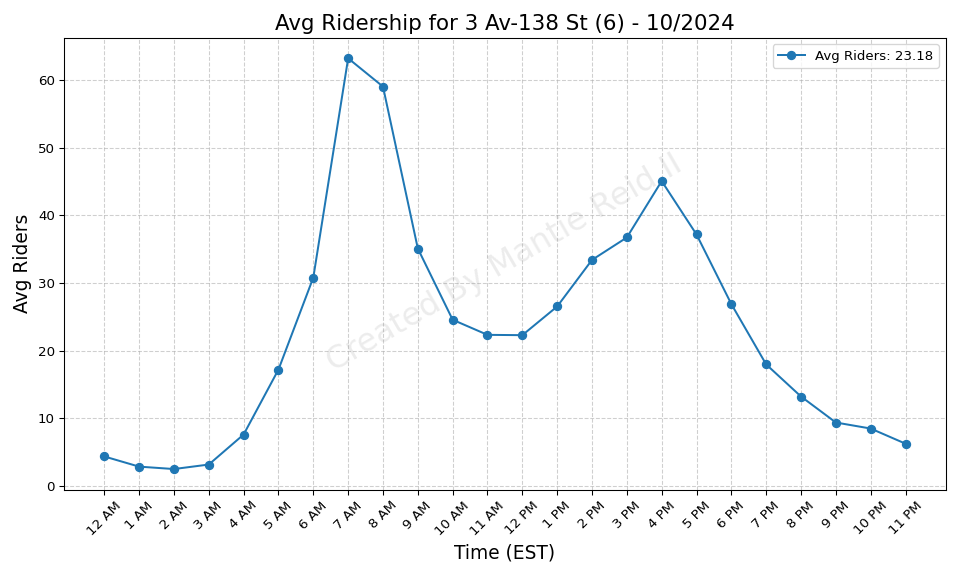 Avg Ridership for 3 Av-138 St (6) - 10/2024
Avg Riders: 23.18
60
50
40
30
20
10
0
Avg Riders
Created By Mantle Reid II
12 AM
1 AM
2 AM
3 AM
4 AM
5 AM
6 AM
7 AM
8 AM
9 AM
10 AM
11 AM
12 PM
1 PM
2 PM
3 PM
4 PM
5 PM
6 PM
7 PM
8 PM
9 PM
10 PM
11 PM
Time (EST)